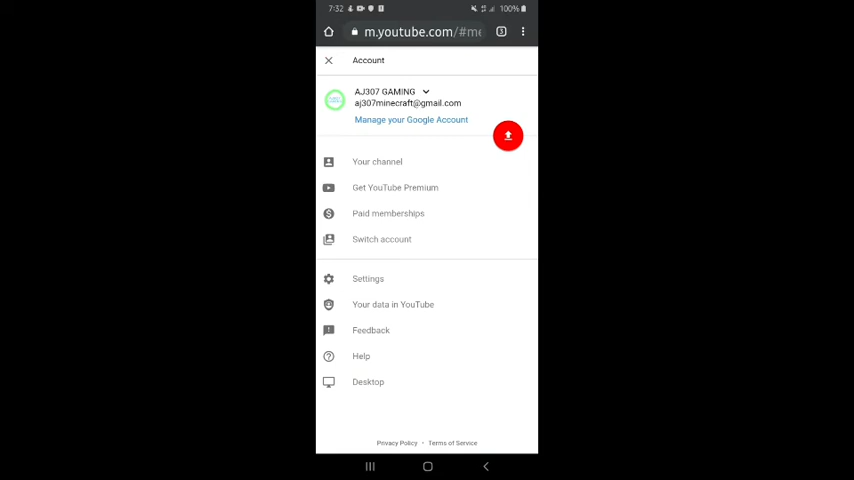 7:32 100%
m.youtube.com/#me
3
Account
AJ307 GAMING
aj307minecraft@gmail.com
Manage your Google Account
Your channel
Get YouTube Premium
Paid memberships
Switch account
Settings
Your data in YouTube
Feedback
Help
Desktop
Privacy Policy • Terms of Service